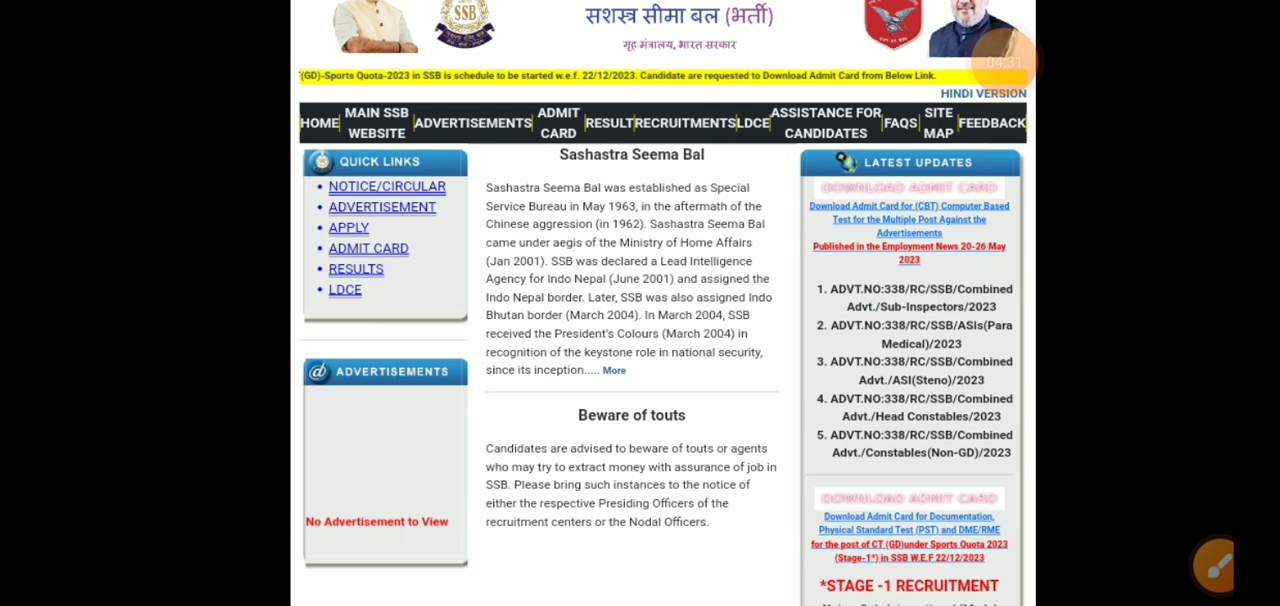 SSB
सशस्त्र सीमा बल (भर्ती)
गृह मंत्रालय, भारत सरकार
04:31
(GD)-Sports Quota-2023 in SSB is schedule to be started w.e.f. 22/12/2023. Candidate are requested to Download Admit Card from Below Link.
HINDI VERSION
HOME
MAIN SSB
WEBSITE
ADVERTISEMENTS
ADMIT
CARD
RESULT
RECRUITMENTS
LDCE
ASSISTANCE FOR
CANDIDATES
FAQS
SITE
MAP
FEEDBACK
QUICK LINKS
• NOTICE/CIRCULAR
• ADVERTISEMENT
• APPLY
• ADMIT CARD
• RESULTS
• LDCE
ADVERTISEMENTS
No Advertisement to View
Sashastra Seema Bal
Sashastra Seema Bal was established as Special
Service Bureau in May 1963, in the aftermath of the
Chinese aggression (in 1962). Sashastra Seema Bal
came under aegis of the Ministry of Home Affairs
(Jan 2001). SSB was declared a Lead Intelligence
Agency for Indo Nepal (June 2001) and assigned the
Indo Nepal border. Later, SSB was also assigned Indo
Bhutan border (March 2004). In March 2004, SSB
received the President's Colours (March 2004) in
recognition of the keystone role in national security,
since its inception..... More
Beware of touts
Candidates are advised to beware of touts or agents
who may try to extract money with assurance of job in
SSB. Please bring such instances to the notice of
either the respective Presiding Officers of the
recruitment centers or the Nodal Officers.
LATEST UPDATES
DOWNLOAD ADMIT CARD
Download Admit Card for (CBT) Computer Based
Test for the Multiple Post Against the
Advertisements
Published in the Employment News 20-26 May
2023
1. ADVT.NO:338/RC/SSB/Combined
Advt./Sub-Inspectors/2023
2. ADVT.NO:338/RC/SSB/ASIs(Para
Medical)/2023
3. ADVT.NO:338/RC/SSB/Combined
Advt./ASI(Steno)/2023
4. ADVT.NO:338/RC/SSB/Combined
Advt./Head Constables/2023
5. ADVT.NO:338/RC/SSB/Combined
Advt./Constables(Non-GD)/2023
DOWNLOAD ADMIT CARD
Download Admit Card for Documentation,
Physical Standard Test (PST) and DME/RME
for the post of CT (GD)under Sports Quota 2023
(Stage-1*) in SSB W.E.F 22/12/2023
*STAGE -1 RECRUITMENT